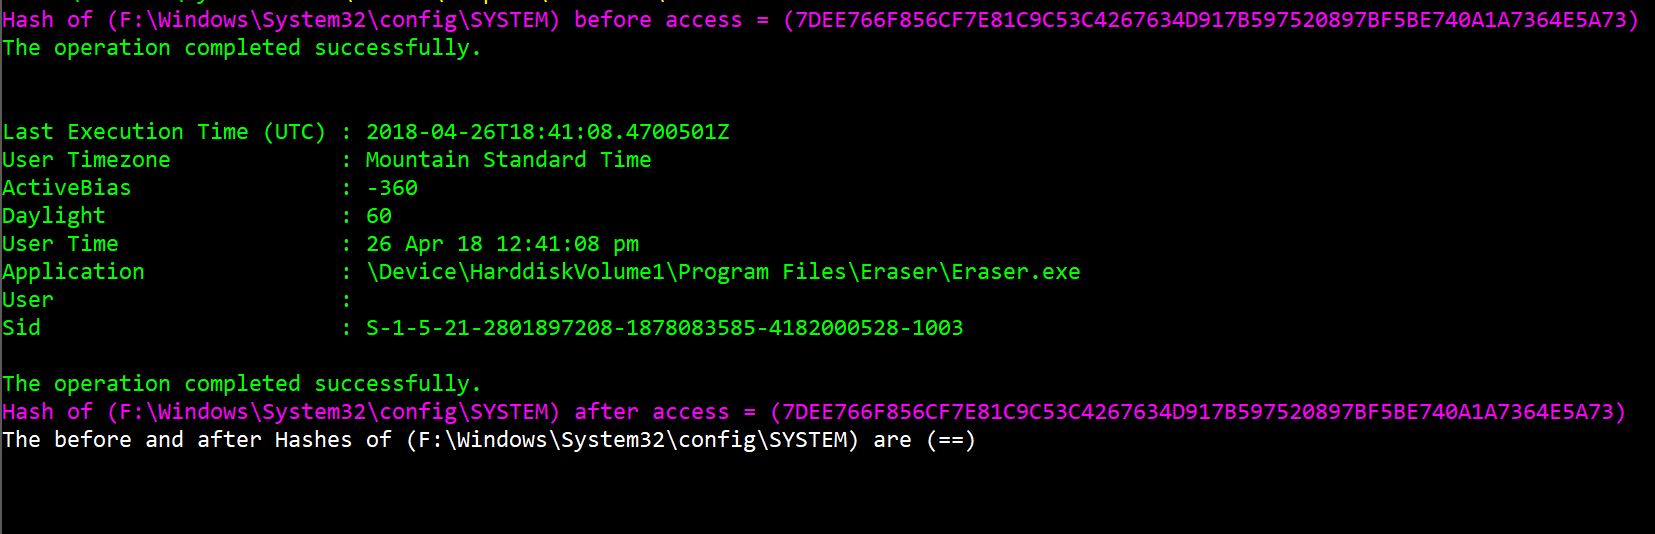 Hash of (F:\Windows\System32\config\SYSTEM) before access = (7DEE766F856CF7E81C9C53C4267634D917B597520897BF5BE740A1A7364E5A73)
The operation completed successfully.
Last Execution Time (UTC) : 2018-04-26T18:41:08.4700501Z
User Timezone : Mountain Standard Time
ActiveBias : -360
Daylight : 60
User Time : 26 Apr 18 12:41:08 pm
Application : \Device\HarddiskVolume1\Program Files\Eraser\Eraser.exe
User :
Sid : S-1-5-21-2801897208-1878083585-4182000528-1003
The operation completed successfully.
Hash of (F:\Windows\System32\config\SYSTEM) after access = (7DEE766F856CF7E81C9C53C4267634D917B597520897BF5BE740A1A7364E5A73)
The before and after Hashes of (F:\Windows\System32\config\SYSTEM) are (==)